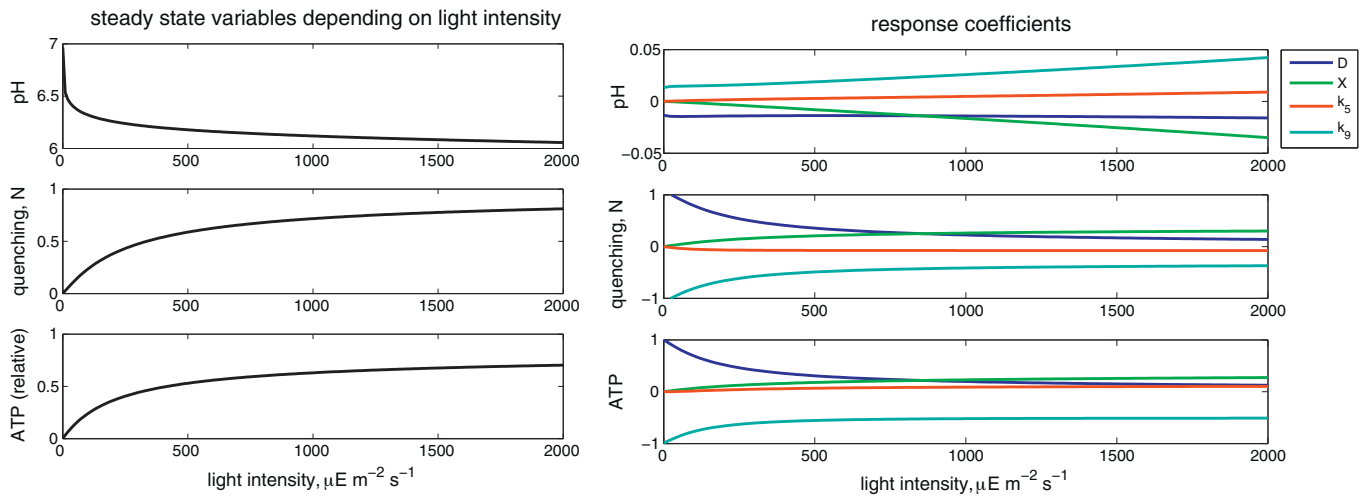 steady state variables depending on light intensity
pH
7
6.5
6
0 500 1000 1500 2000
quenching, N
1
0.5
0
0 500 1000 1500 2000
ATP (relative)
1
0.5
0
0 500 1000 1500 2000
light intensity, μE m⁻² s⁻¹
response coefficients
pH
0.05
0
−0.05
0 500 1000 1500 2000
D
X
k₅
k₉
quenching, N
1
0
−1
0 500 1000 1500 2000
ATP
1
0
−1
0 500 1000 1500 2000
light intensity, μE m⁻² s⁻¹